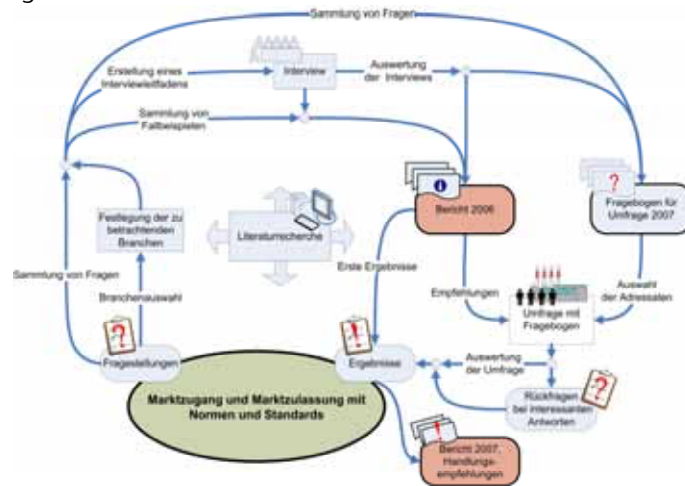 Sammlung von Fragen
Erstellung eines
Interviewleitfadens
Interview
Auswertung
der Interviews
Sammlung von
Fallbeispielen
Bericht 2006
Fragebogen für
Umfrage 2007
Festlegung der zu
betrachtenden
Branchen
Literaturrecherche
Erste Ergebnisse
Sammlung von Fragen
Branchenauswahl
Empfehlungen
Auswahl
der Adressaten
Umfrage mit
Fragebogen
Fragestellungen
Ergebnisse
Auswertung
der Umfrage
Rückfragen
bei interessanten
Antworten
Marktzugang und Marktzulassung mit
Normen und Standards
Bericht 2007,
Handlungs-
empfehlungen